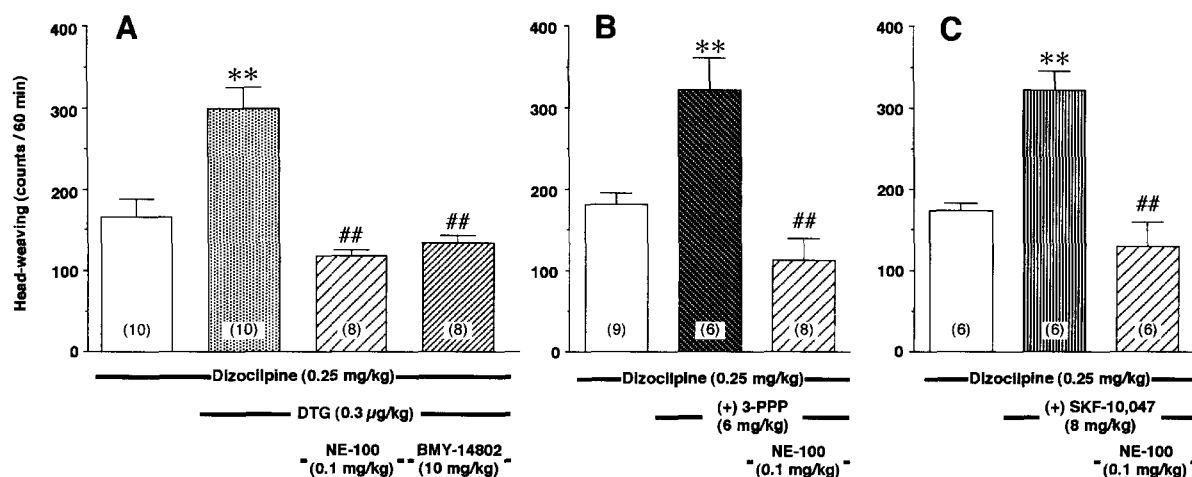 A
B
C
Head-weaving (counts / 60 min)
400
300
200
100
0
**
##
##
(10)
(10)
(8)
(8)
Dizocilpine (0.25 mg/kg)
DTG (0.3 µg/kg)
NE-100
(0.1 mg/kg)
BMY-14802
(10 mg/kg)
400
300
200
100
0
**
##
(9)
(6)
(8)
Dizocilpine (0.25 mg/kg)
(+) 3-PPP
(6 mg/kg)
NE-100
(0.1 mg/kg)
400
300
200
100
0
**
##
(6)
(6)
(6)
Dizocilpine (0.25 mg/kg)
(+) SKF-10,047
(8 mg/kg)
NE-100
(0.1 mg/kg)